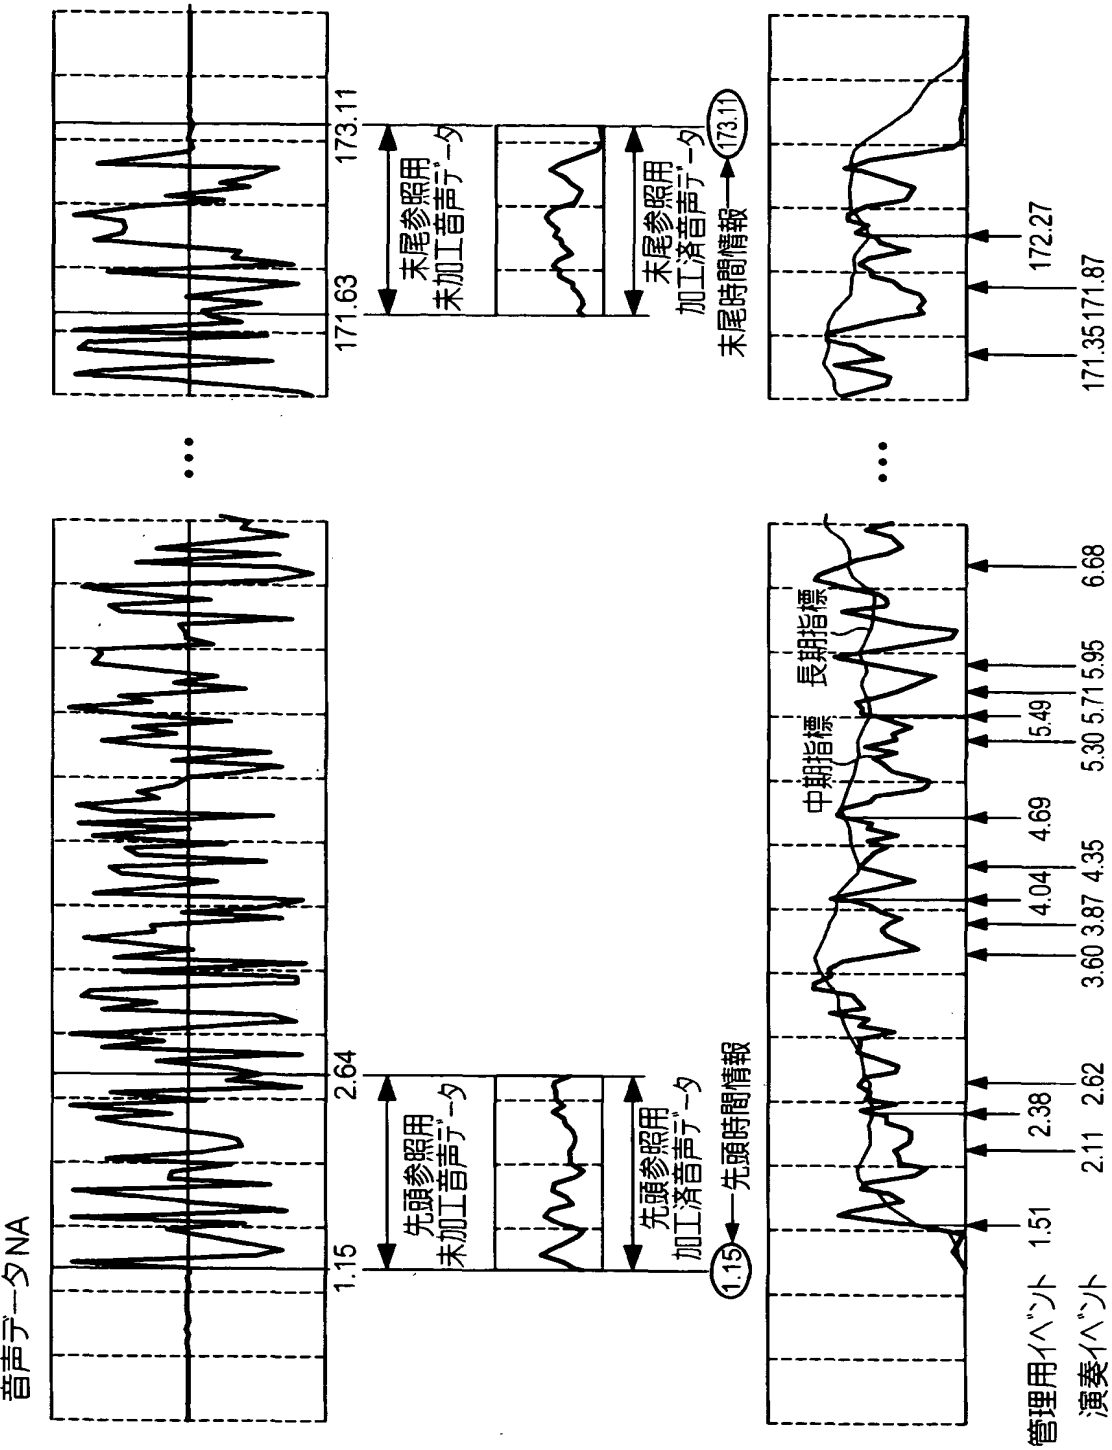 音声データNA
1.15 2.64 171.63 173.11
先頭参照用
未加工音声データ
末尾参照用
未加工音声データ
先頭参照用
加工済音声データ
末尾参照用
加工済音声データ
1.15 先頭時間情報
末尾時間情報 173.11
中期指標
長期指標
管理用イベント 1.51 2.38 4.04 4.69 5.49 172.27
演奏イベント 2.11 2.62 3.60 3.87 4.35 5.30 5.71 5.95 6.68 171.35 171.87